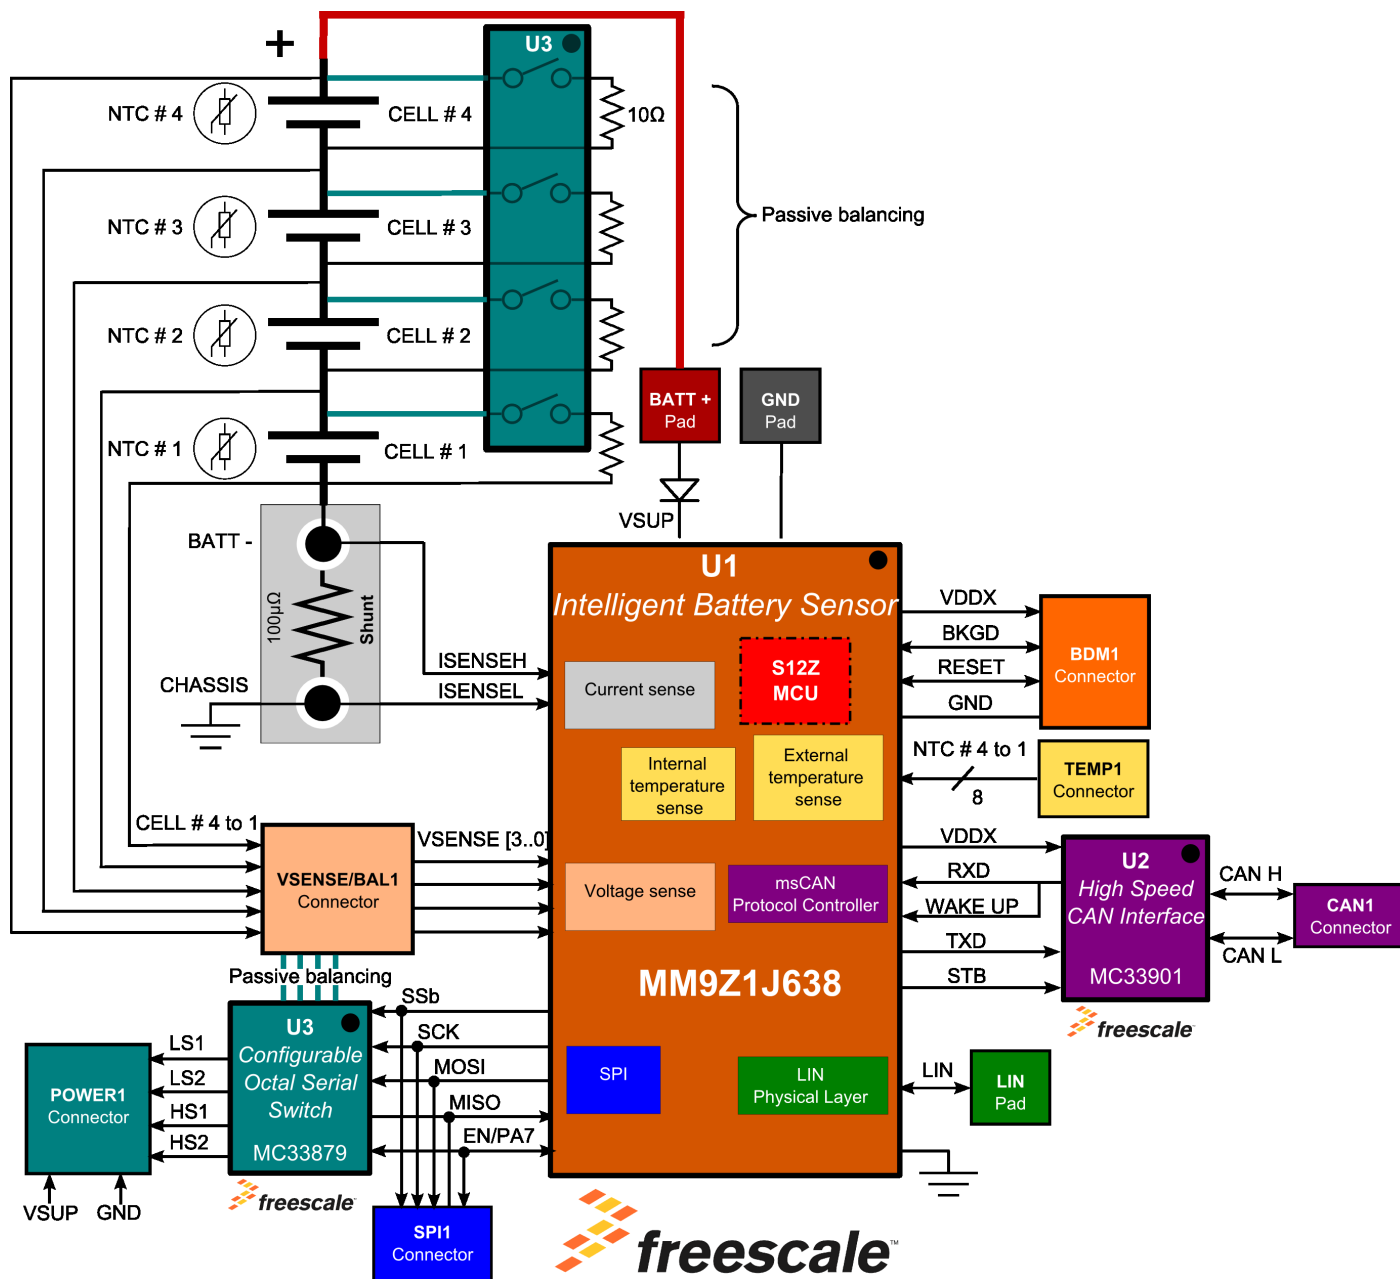 +
U3
NTC # 4
CELL # 4
10Ω
NTC # 3
CELL # 3
Passive balancing
NTC # 2
CELL # 2
NTC # 1
CELL # 1
BATT +
Pad
GND
Pad
VSUP
BATT -
100µΩ
Shunt
CHASSIS
ISENSEH
ISENSEL
U1
Intelligent Battery Sensor
Current sense
S12Z
MCU
Internal
temperature
sense
External
temperature
sense
Voltage sense
msCAN
Protocol Controller
MM9Z1J638
SPI
LIN
Physical Layer
VDDX
BKGD
RESET
GND
BDM1
Connector
NTC # 4 to 1
8
TEMP1
Connector
VDDX
RXD
WAKE UP
TXD
STB
U2
High Speed
CAN Interface
MC33901
freescale™
CAN H
CAN L
CAN1
Connector
LIN
LIN
Pad
CELL # 4 to 1
VSENSE/BAL1
Connector
VSENSE [3..0]
Passive balancing
U3
Configurable
Octal Serial
Switch
MC33879
freescale™
SSb
SCK
MOSI
MISO
EN/PA7
LS1
LS2
HS1
HS2
POWER1
Connector
VSUP
GND
SPI1
Connector
freescale™